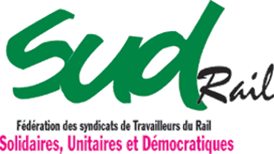 sud
Rail
Fédération des syndicats de Travailleurs du Rail
Solidaires, Unitaires et Démocratiques